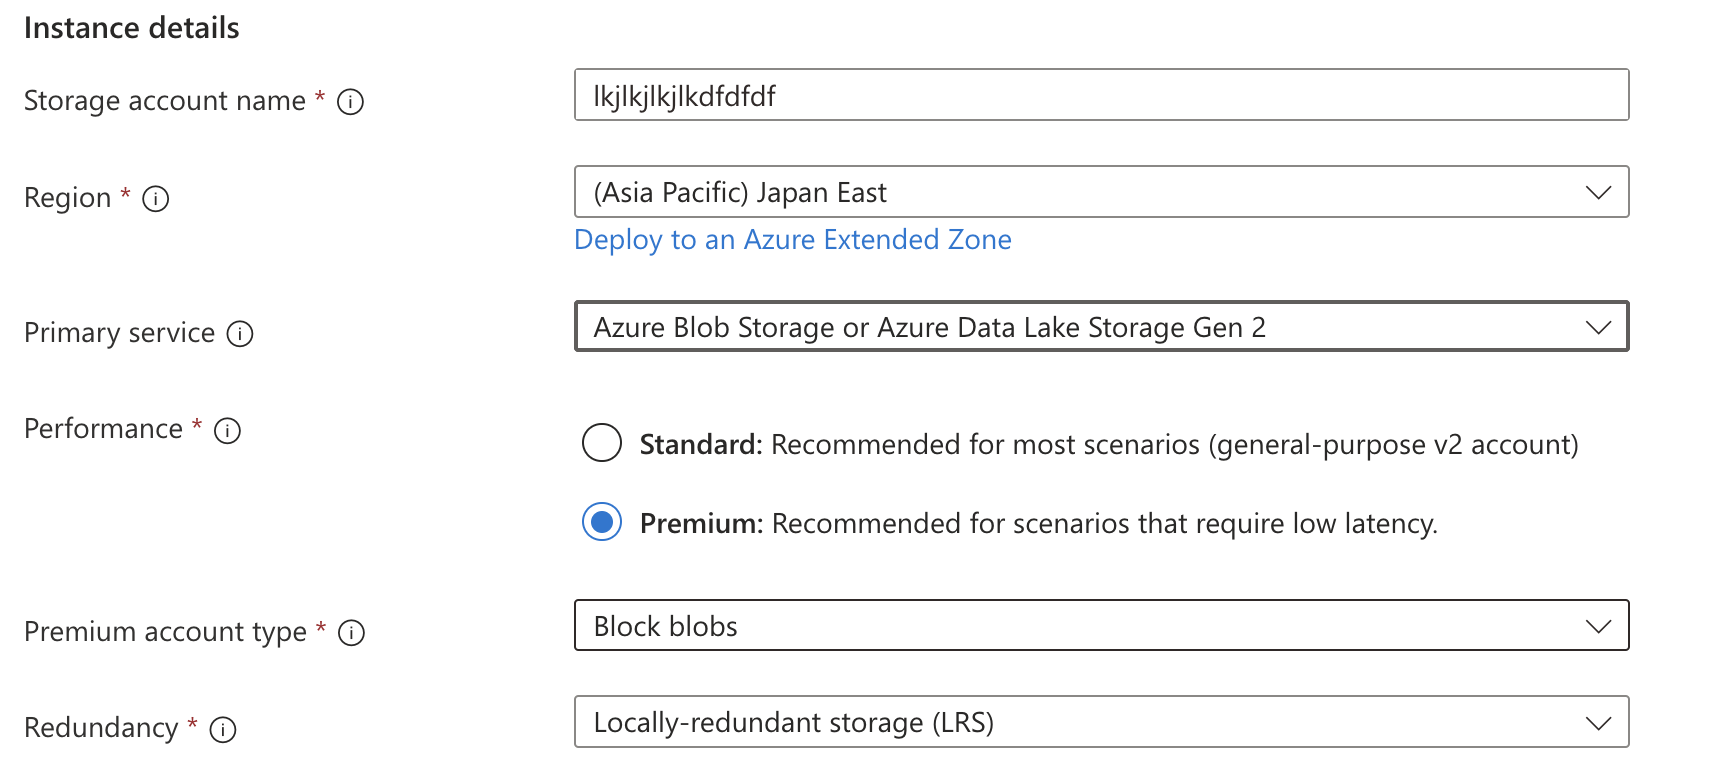 Instance details
Storage account name *
lkjlkjlkjlkdfdfdf
Region *
(Asia Pacific) Japan East
Deploy to an Azure Extended Zone
Primary service
Azure Blob Storage or Azure Data Lake Storage Gen 2
Performance *
Standard: Recommended for most scenarios (general-purpose v2 account)
Premium: Recommended for scenarios that require low latency.
Premium account type *
Block blobs
Redundancy *
Locally-redundant storage (LRS)